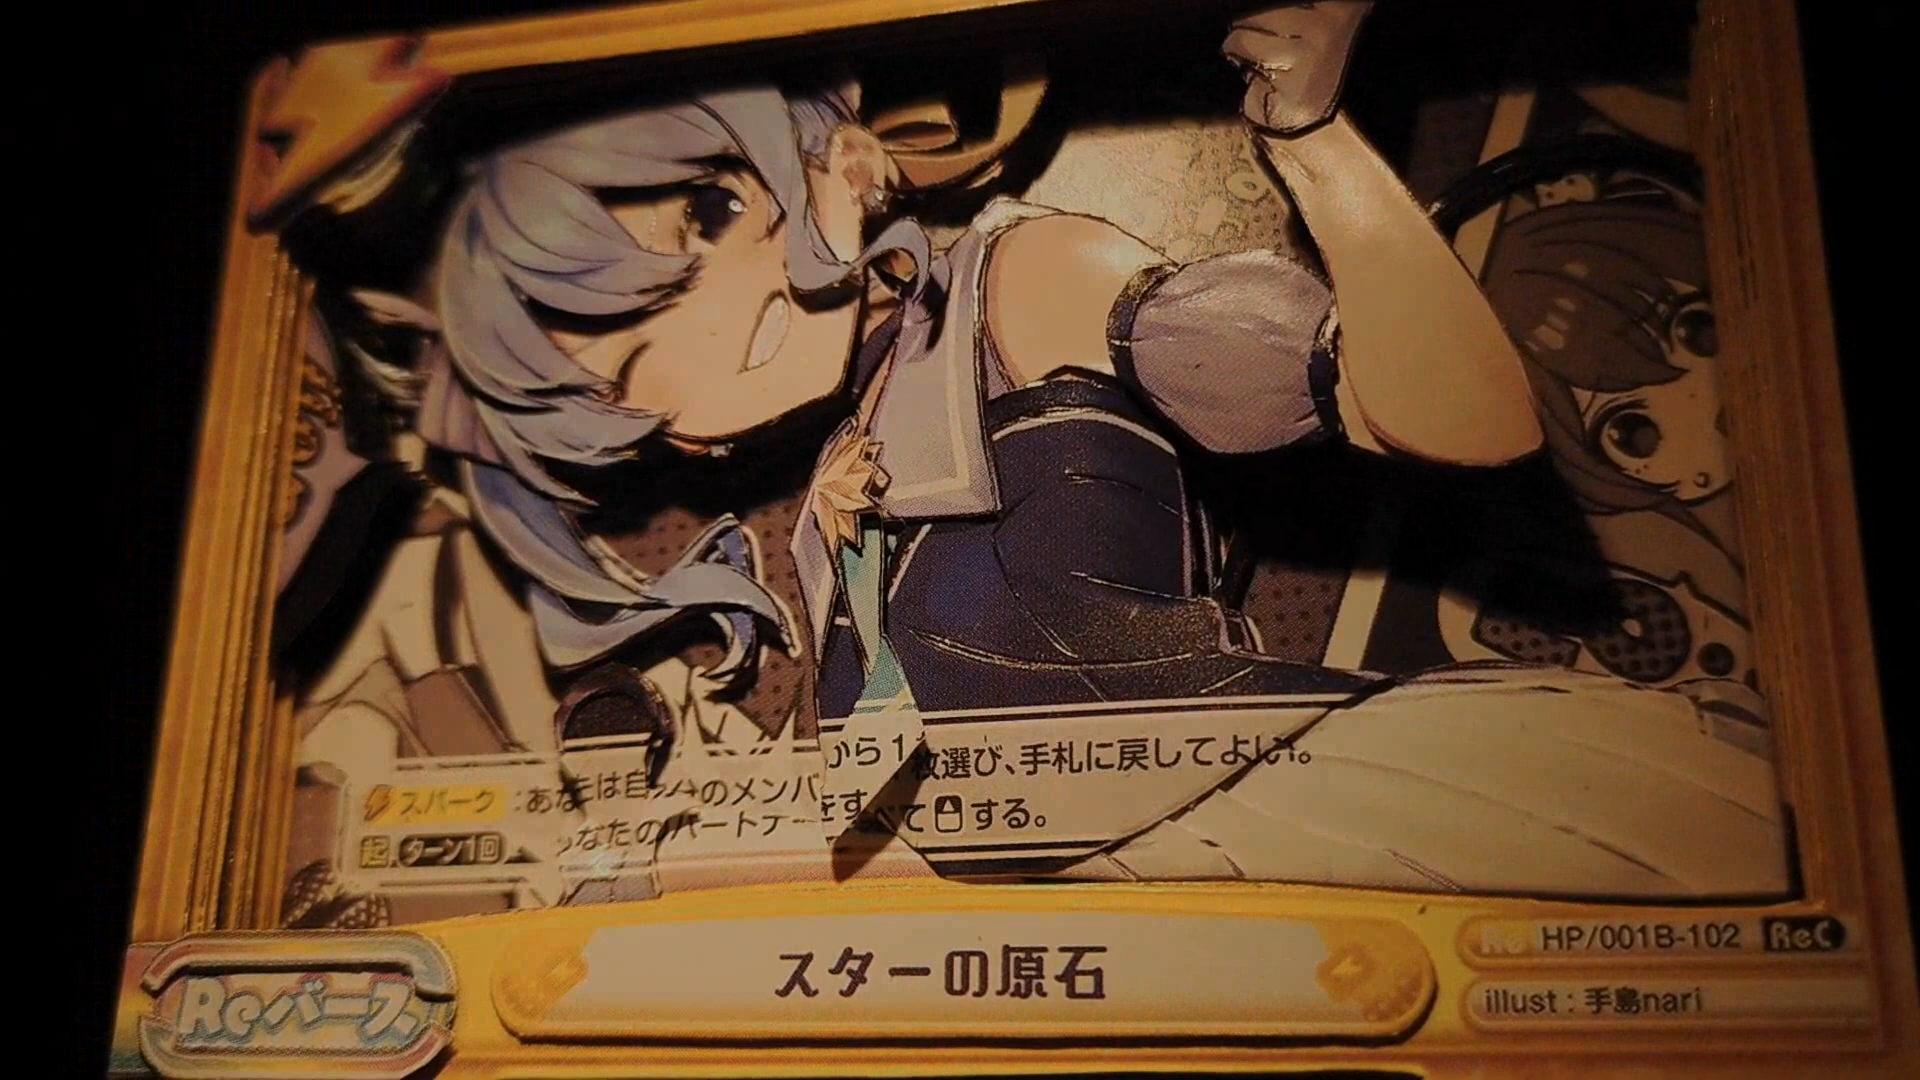 から1枚選び、手札に戻してよい。
スパーク:あなたは自分のメンバ
をすべて する。
起 ターン1回 あなたのパートナー
スターの原石
HP/001B-102 ReC
illust:手島nari
Reバース